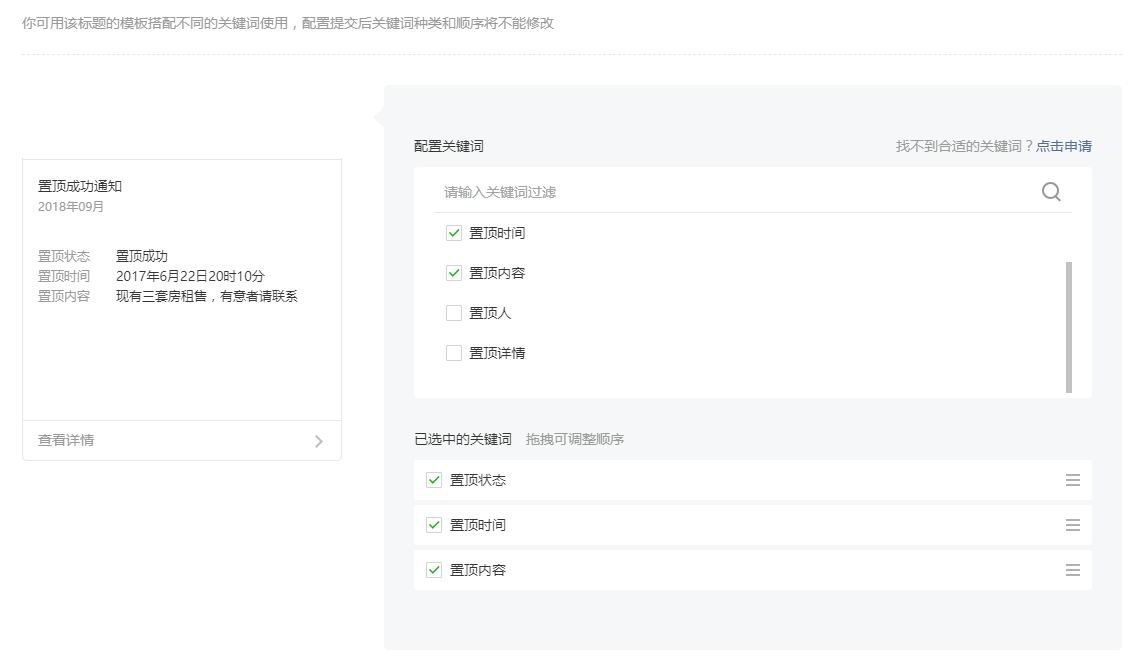 你可用该标题的模板搭配不同的关键词使用，配置提交后关键词种类和顺序将不能修改
置顶成功通知
2018年09月
置顶状态 置顶成功
置顶时间 2017年6月22日20时10分
置顶内容 现有三套房租售，有意者请联系
查看详情
配置关键词 找不到合适的关键词？点击申请
请输入关键词过滤
置顶时间
置顶内容
置顶人
置顶详情
已选中的关键词 拖拽可调整顺序
置顶状态
置顶时间
置顶内容